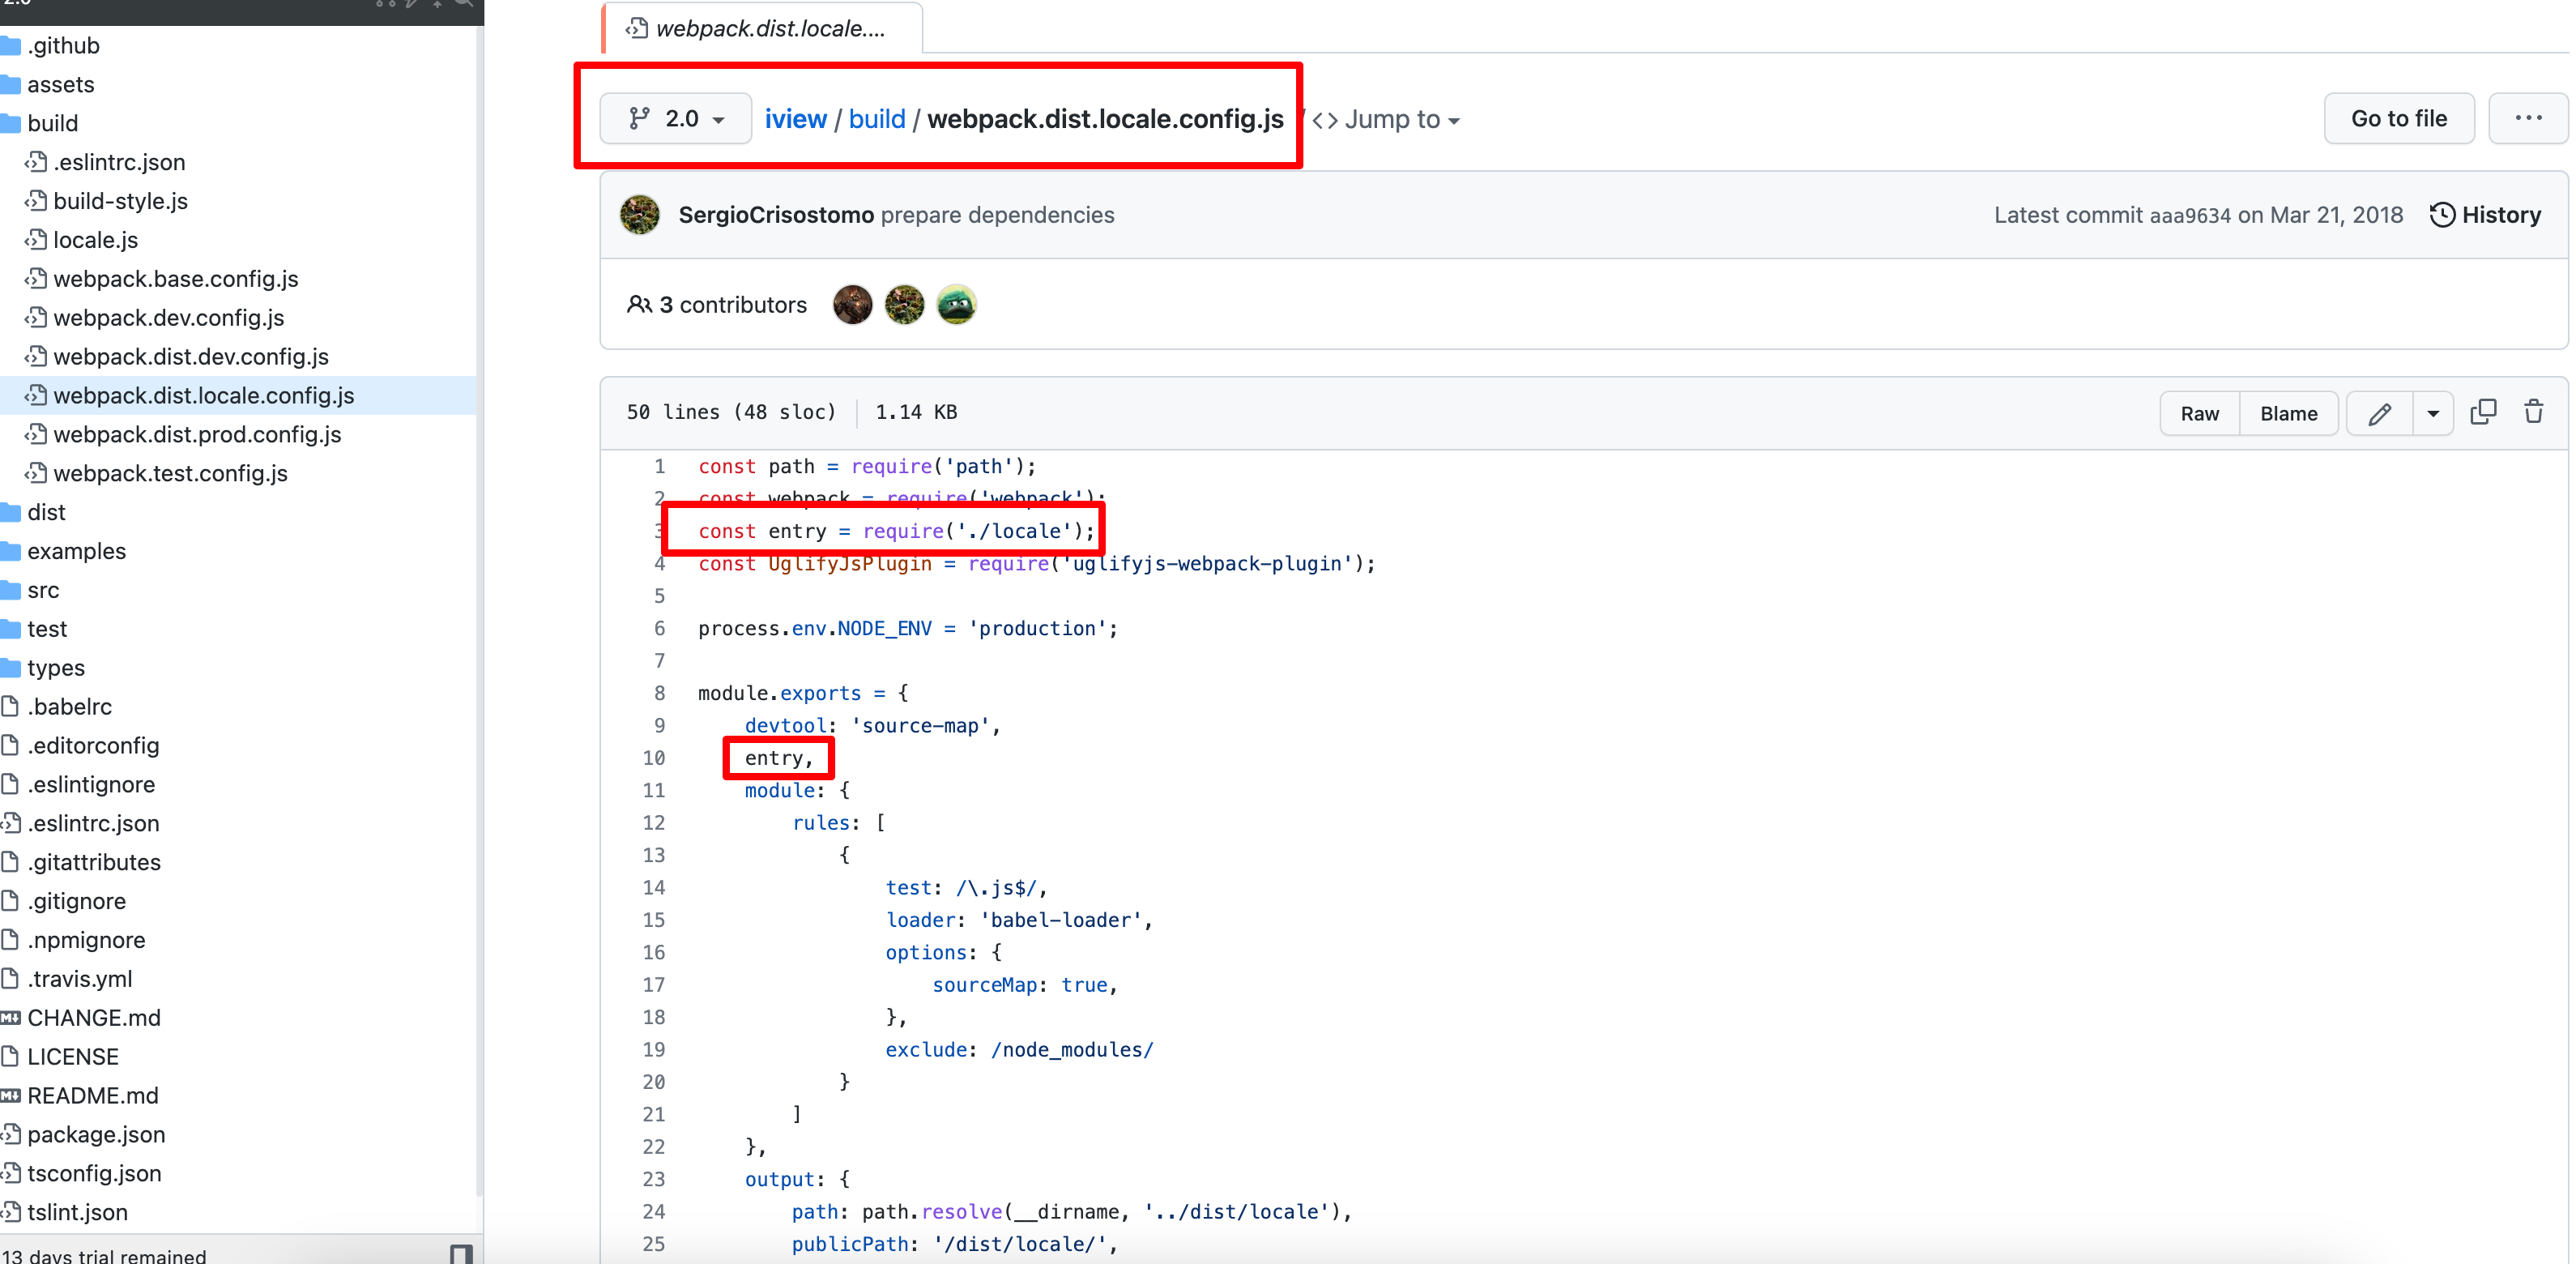 2.0
.github
assets
build
.eslintrc.json
build-style.js
locale.js
webpack.base.config.js
webpack.dev.config.js
webpack.dist.dev.config.js
webpack.dist.locale.config.js
webpack.dist.prod.config.js
webpack.test.config.js
dist
examples
src
test
types
.babelrc
.editorconfig
.eslintignore
.eslintrc.json
.gitattributes
.gitignore
.npmignore
.travis.yml
CHANGE.md
LICENSE
README.md
package.json
tsconfig.json
tslint.json
13 days trial remained
webpack.dist.locale....
2.0 iview / build / webpack.dist.locale.config.js / <> Jump to
Go to file ...
SergioCrisostomo prepare dependencies
Latest commit aaa9634 on Mar 21, 2018 History
3 contributors
50 lines (48 sloc) 1.14 KB
Raw Blame
1 const path = require('path');
2 const webpack = require('webpack');
3 const entry = require('./locale');
4 const UglifyJsPlugin = require('uglifyjs-webpack-plugin');
5
6 process.env.NODE_ENV = 'production';
7
8 module.exports = {
9 devtool: 'source-map',
10 entry,
11 module: {
12 rules: [
13 {
14 test: /\.js$/,
15 loader: 'babel-loader',
16 options: {
17 sourceMap: true,
18 },
19 exclude: /node_modules/
20 }
21 ]
22 },
23 output: {
24 path: path.resolve(__dirname, '../dist/locale'),
25 publicPath: '/dist/locale/',